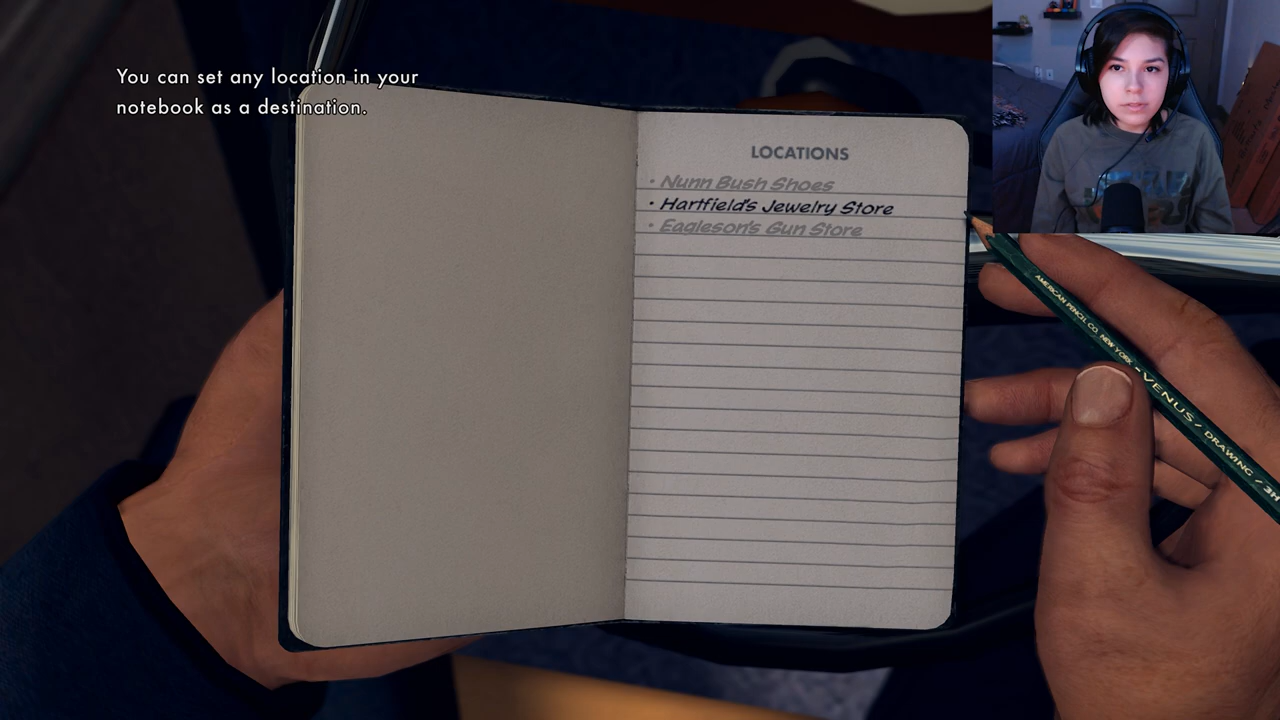 You can set any location in your
notebook as a destination.
LOCATIONS
· Nunn Bush Shoes
· Hartfield's Jewelry Store
· Eagleson's Gun Store
AMERICAN PENCIL CO. NEW YORK - VENUS / DRAWING / 3H